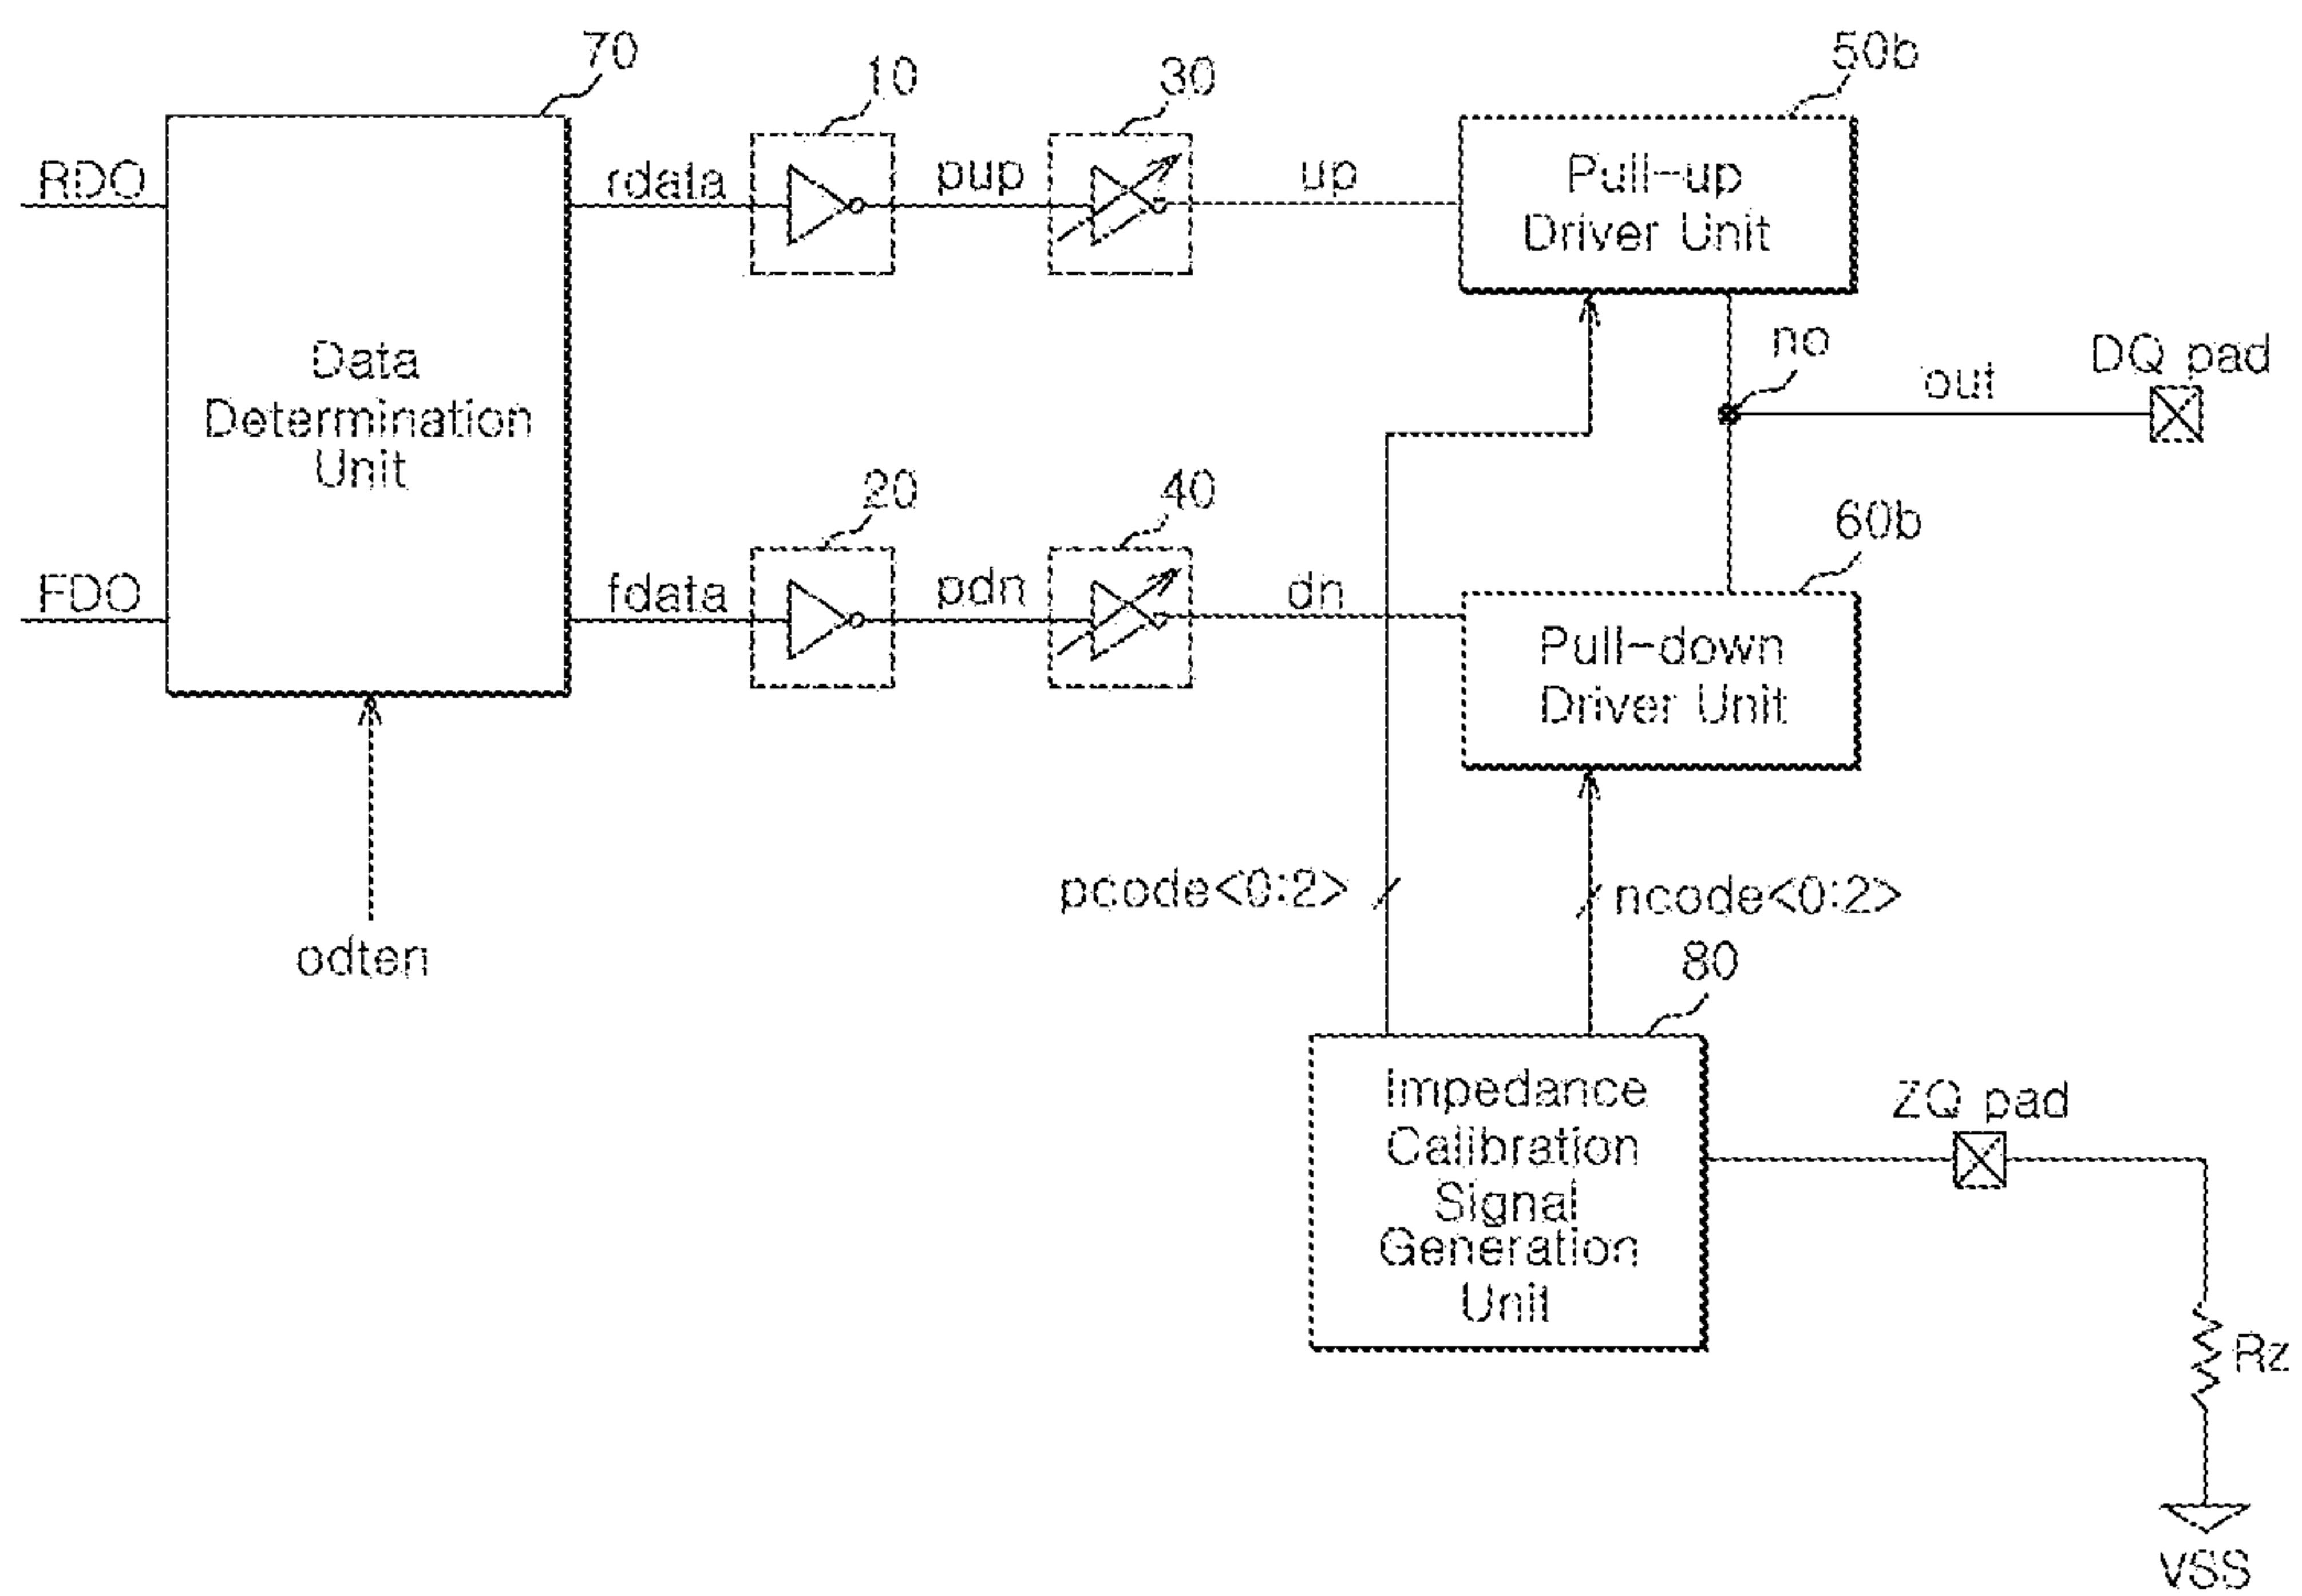 70
10
30
50b
RDO
rdata
pup
up
Pull-up
Driver Unit
Data
Determination
Unit
no
out
DQ pad
20
40
60b
FDO
fdata
pdn
dn
Pull-down
Driver Unit
odten
pcode<0:2>
ncode<0:2>
80
Impedance
Calibration
Signal
Generation
Unit
ZQ pad
Rz
VSS